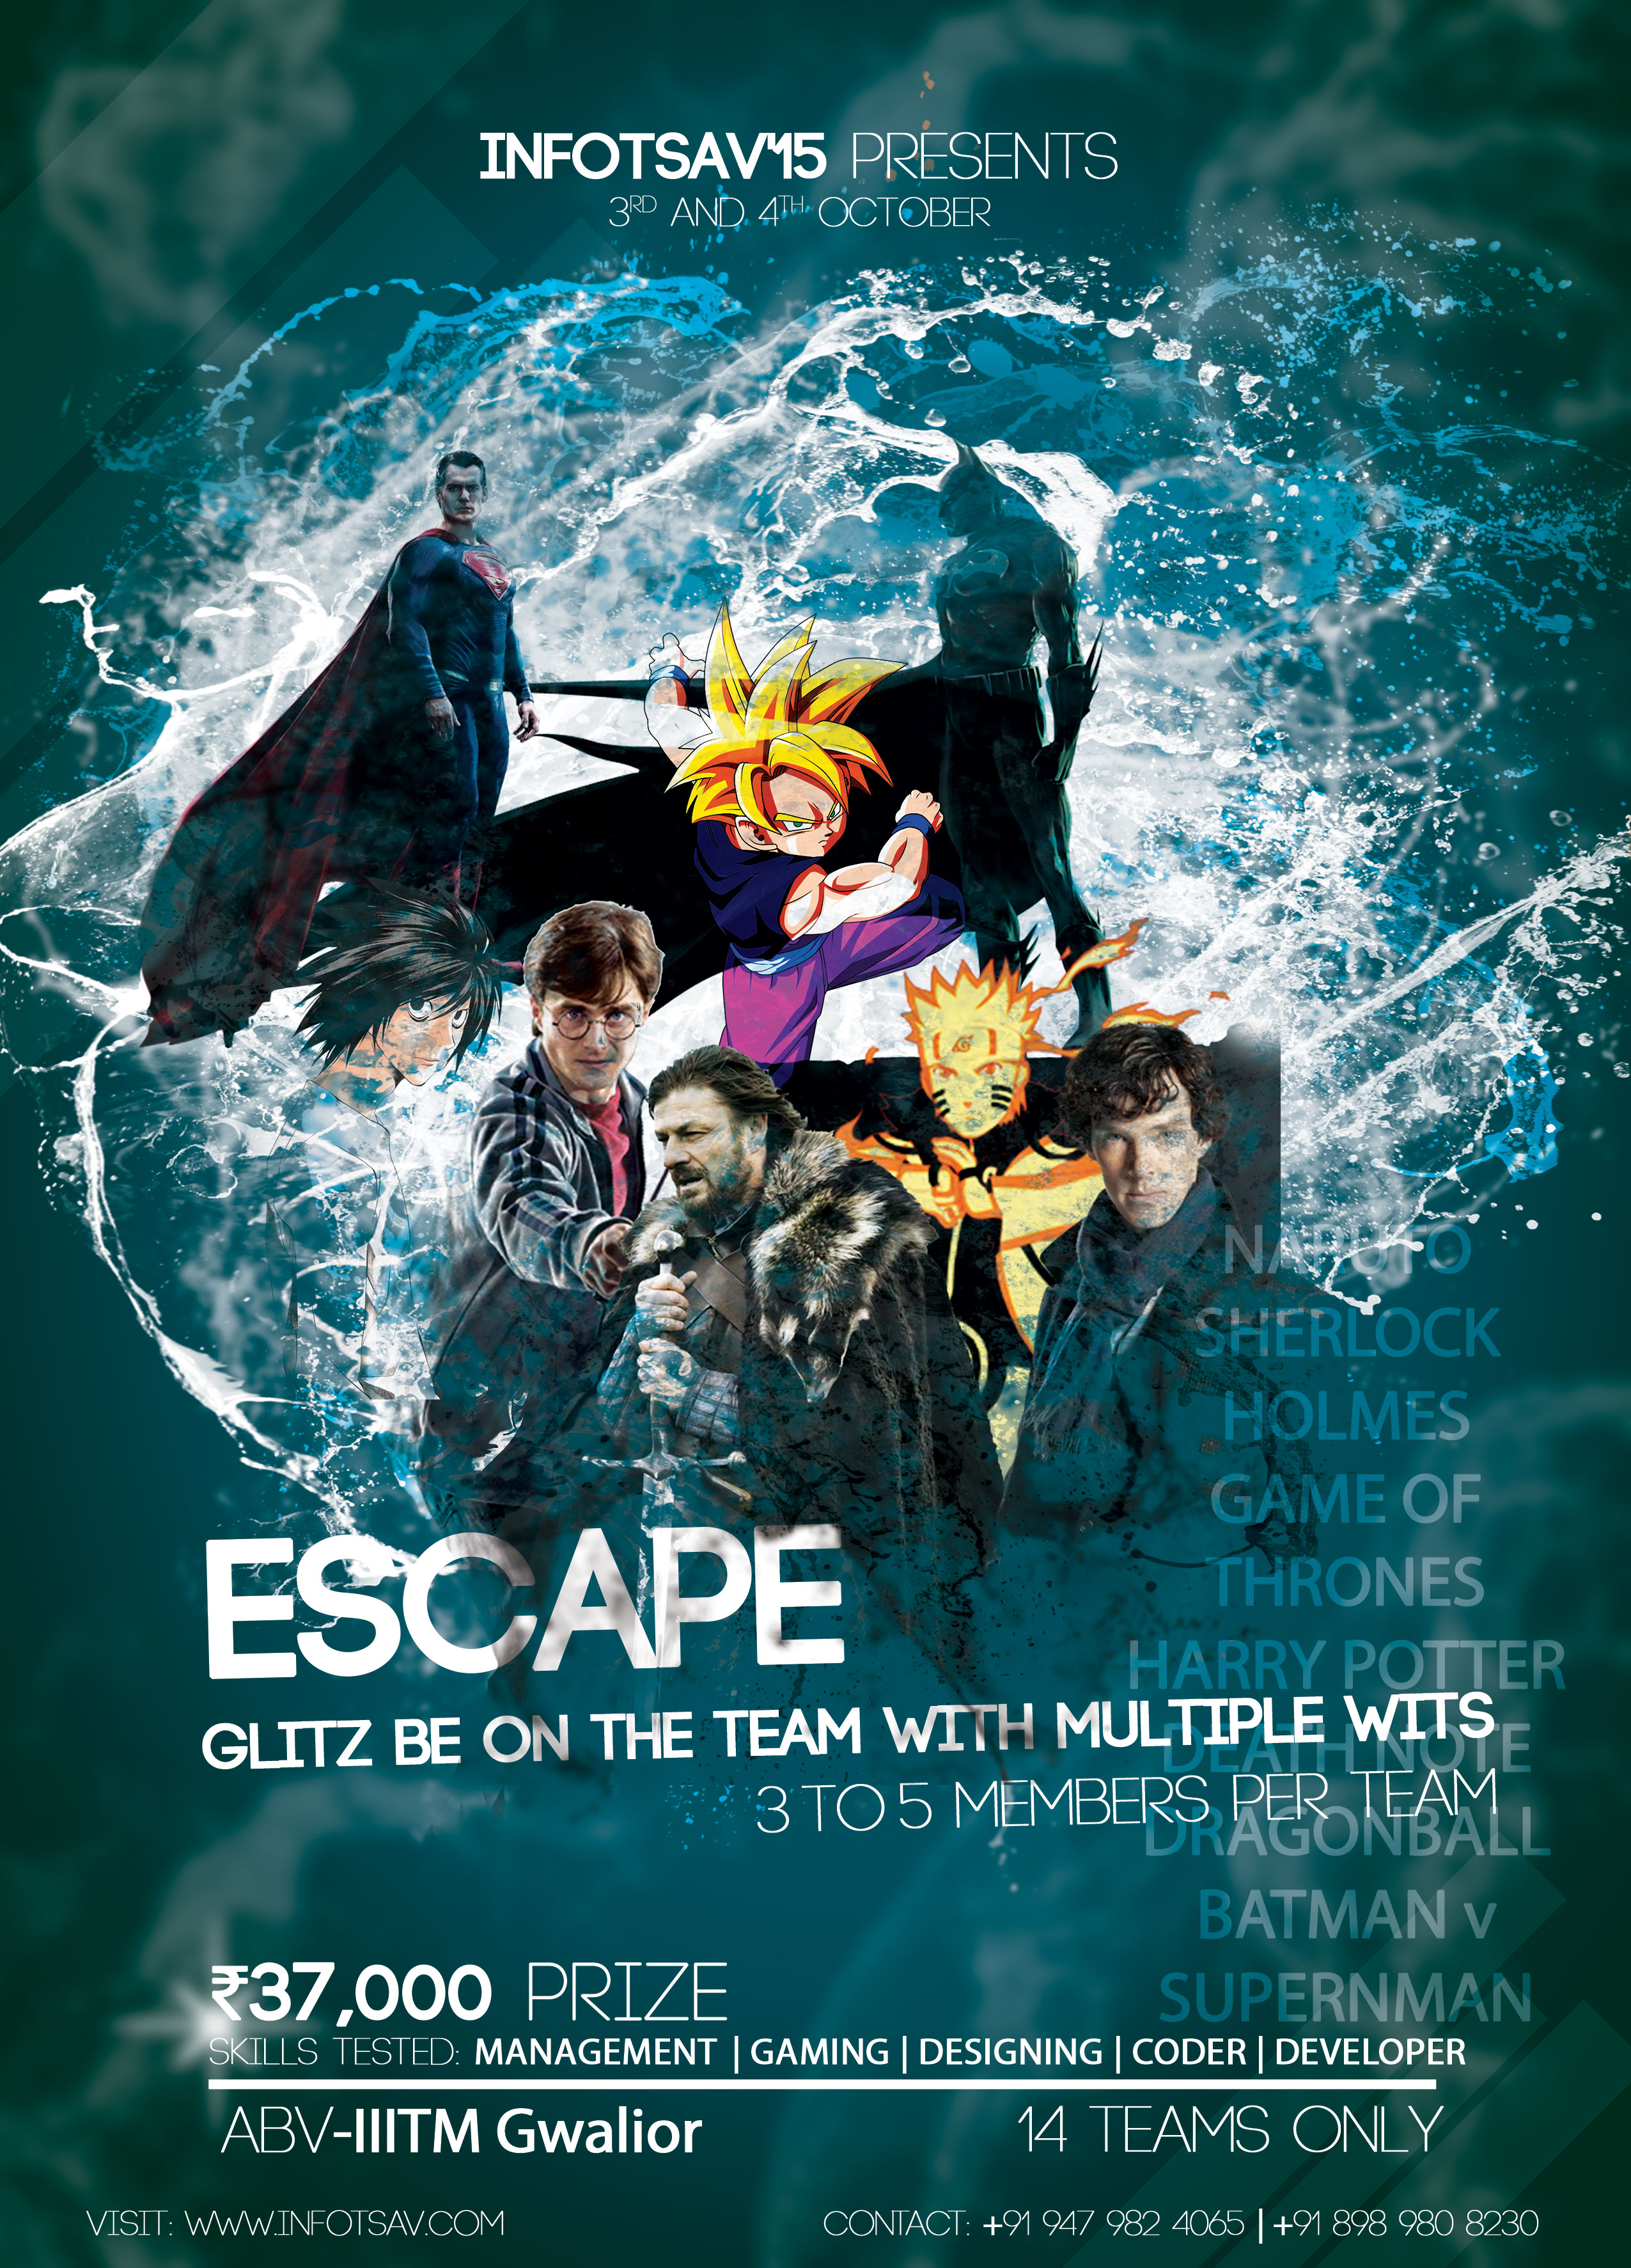 INFOTSAV'15 PRESENTS
3RD AND 4TH OCTOBER
NARUTO
SHERLOCK
HOLMES
GAME OF
THRONES
HARRY POTTER
DEATH NOTE
DRAGONBALL
BATMAN v
SUPERNMAN
ESCAPE
GLITZ BE ON THE TEAM WITH MULTIPLE WITS
3 TO 5 MEMBERS PER TEAM
₹37,000 PRIZE
SKILLS TESTED: MANAGEMENT | GAMING | DESIGNING | CODER | DEVELOPER
ABV-IIITM Gwalior
14 TEAMS ONLY
VISIT: WWW.INFOTSAV.COM
CONTACT: +91 947 982 4065 | +91 898 980 8230